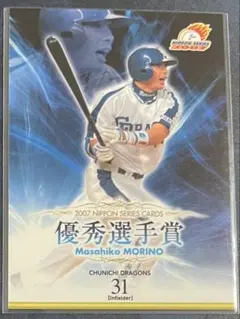 NIPPON SERIES
2007
2007 NIPPON SERIES CARDS
優秀選手賞
Masahiko MORINO
CHUNICHI DRAGONS
31
[Infielder]